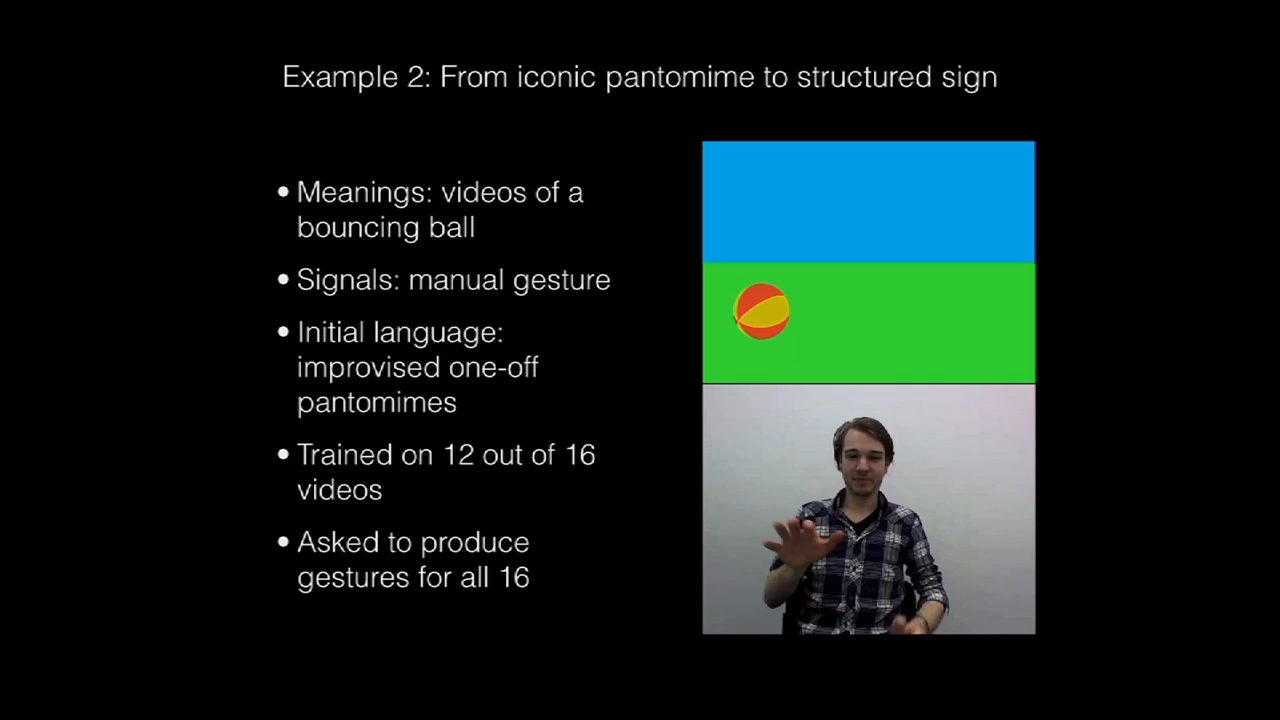 Example 2: From iconic pantomime to structured sign
• Meanings: videos of a
bouncing ball
• Signals: manual gesture
• Initial language:
improvised one-off
pantomimes
• Trained on 12 out of 16
videos
• Asked to produce
gestures for all 16